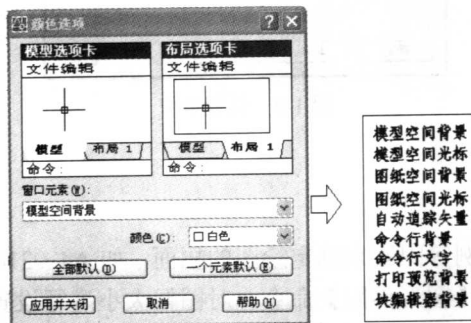 颜色选项
模型选项卡
文件编辑
模型 布局 1
命令:
布局选项卡
文件编辑
模型 布局 1
命令:
窗口元素(W):
模型空间背景
颜色(C): 白色
全部默认(D) 一个元素默认(E)
应用并关闭 取消 帮助(H)
模型空间背景
模型空间光标
图纸空间背景
图纸空间光标
自动追踪矢量
命令行背景
命令行文字
打印预览背景
块编辑器背景